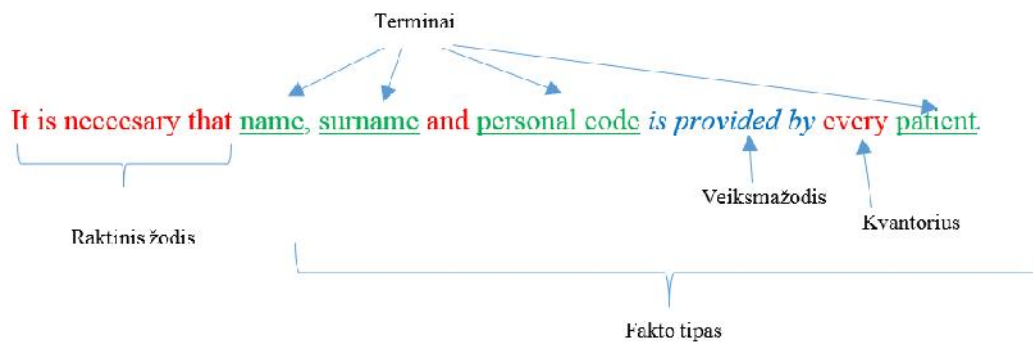 Terminai
It is neccesary that name, surname and personal code is provided by every patient.
Veiksmažodis
Kvantorius
Raktinis žodis
Fakto tipas